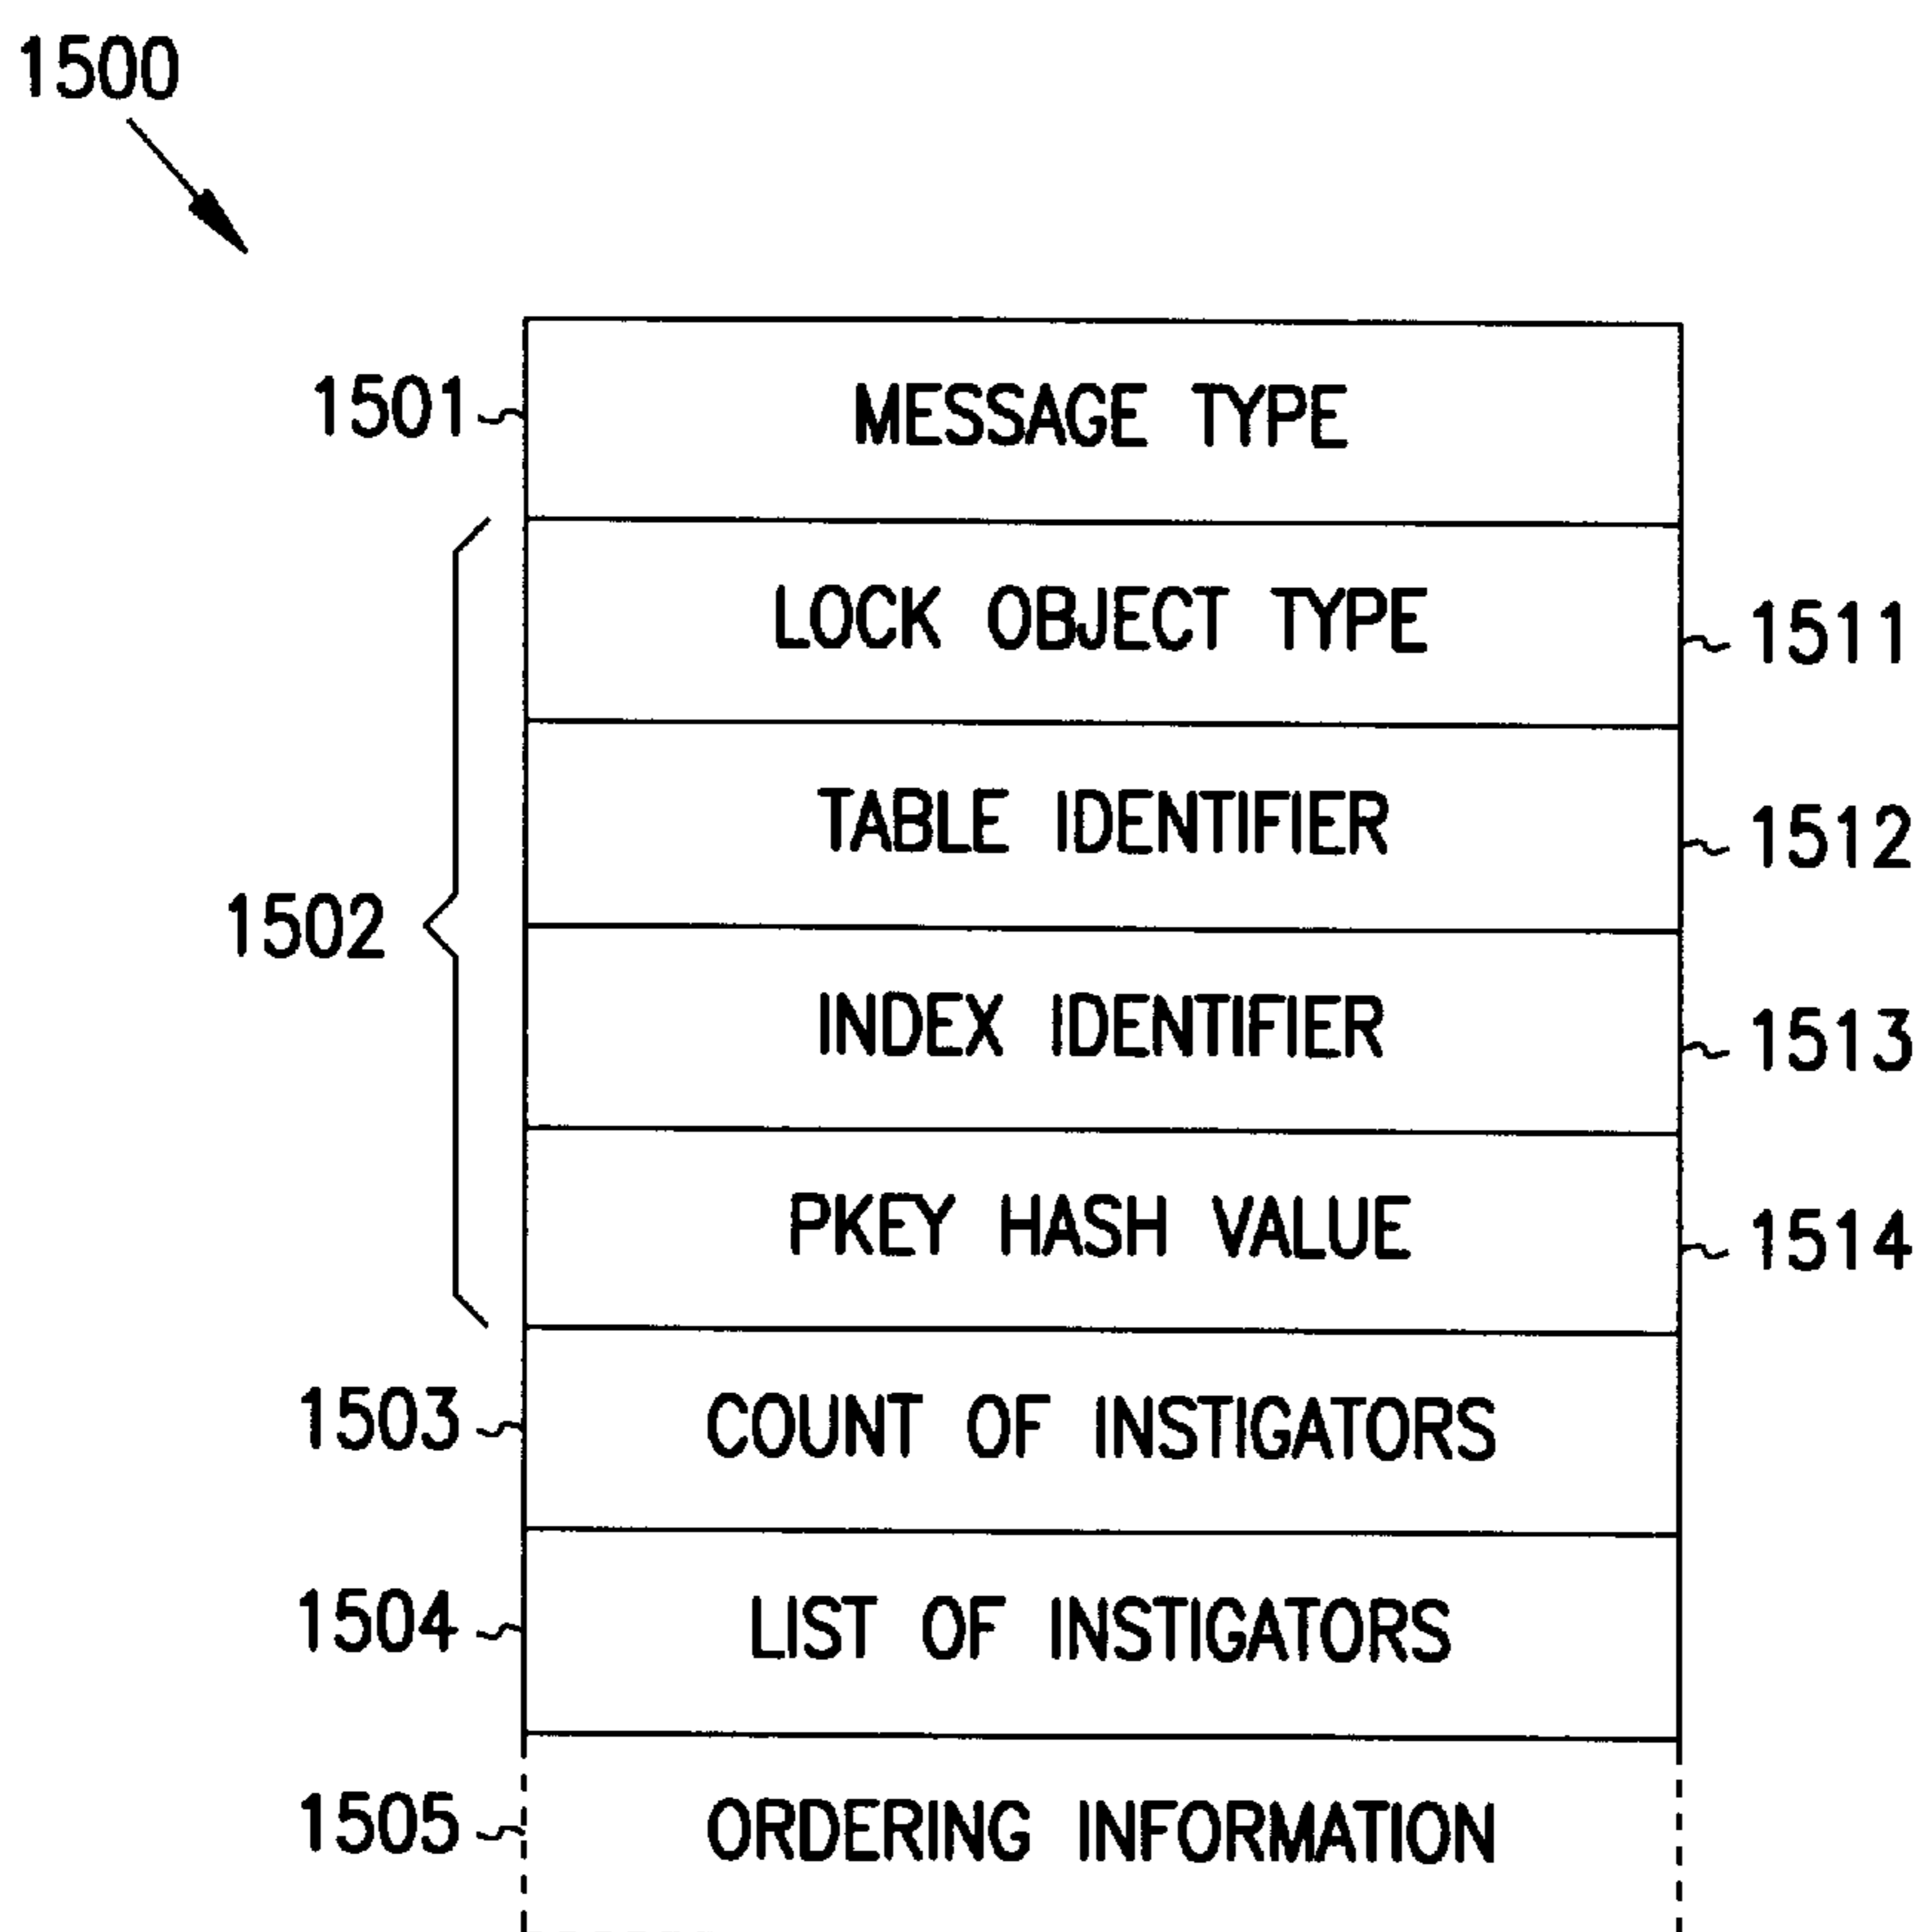 1500
1501 MESSAGE TYPE
LOCK OBJECT TYPE 1511
TABLE IDENTIFIER 1512
1502
INDEX IDENTIFIER 1513
PKEY HASH VALUE 1514
1503 COUNT OF INSTIGATORS
1504 LIST OF INSTIGATORS
1505 ORDERING INFORMATION